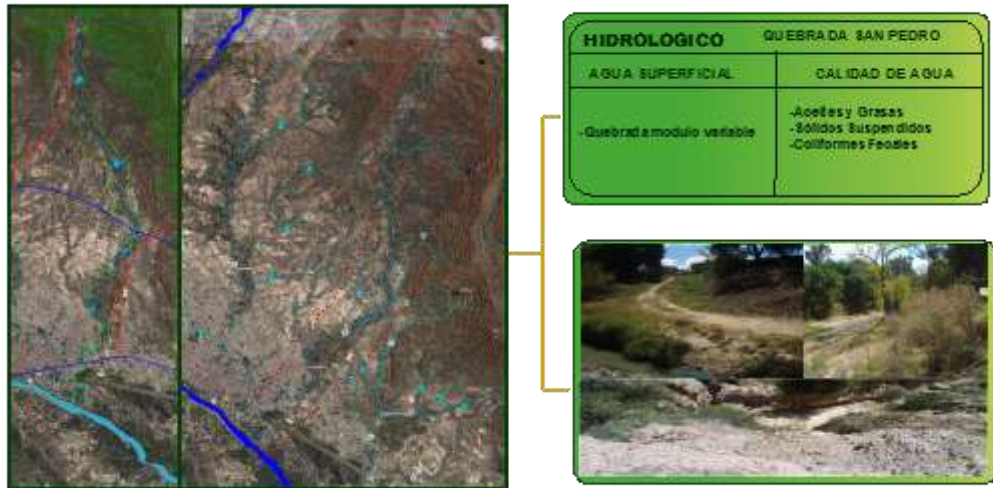 HIDROLOGICO
QUEBRADA SAN PEDRO
AGUA SUPERFICIAL
CALIDAD DE AGUA
-Quebrada modulo variable
-Aceites y Grasas
-Sólidos Suspendidos
-Coliformes Fecales